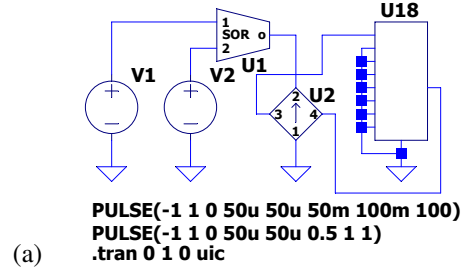 U18
1
SOR o
2
U1
V1
V2
2
U2
3
4
1
PULSE(-1 1 0 50u 50u 50m 100m 100)
PULSE(-1 1 0 50u 50u 0.5 1 1)
(a)
.tran 0 1 0 uic